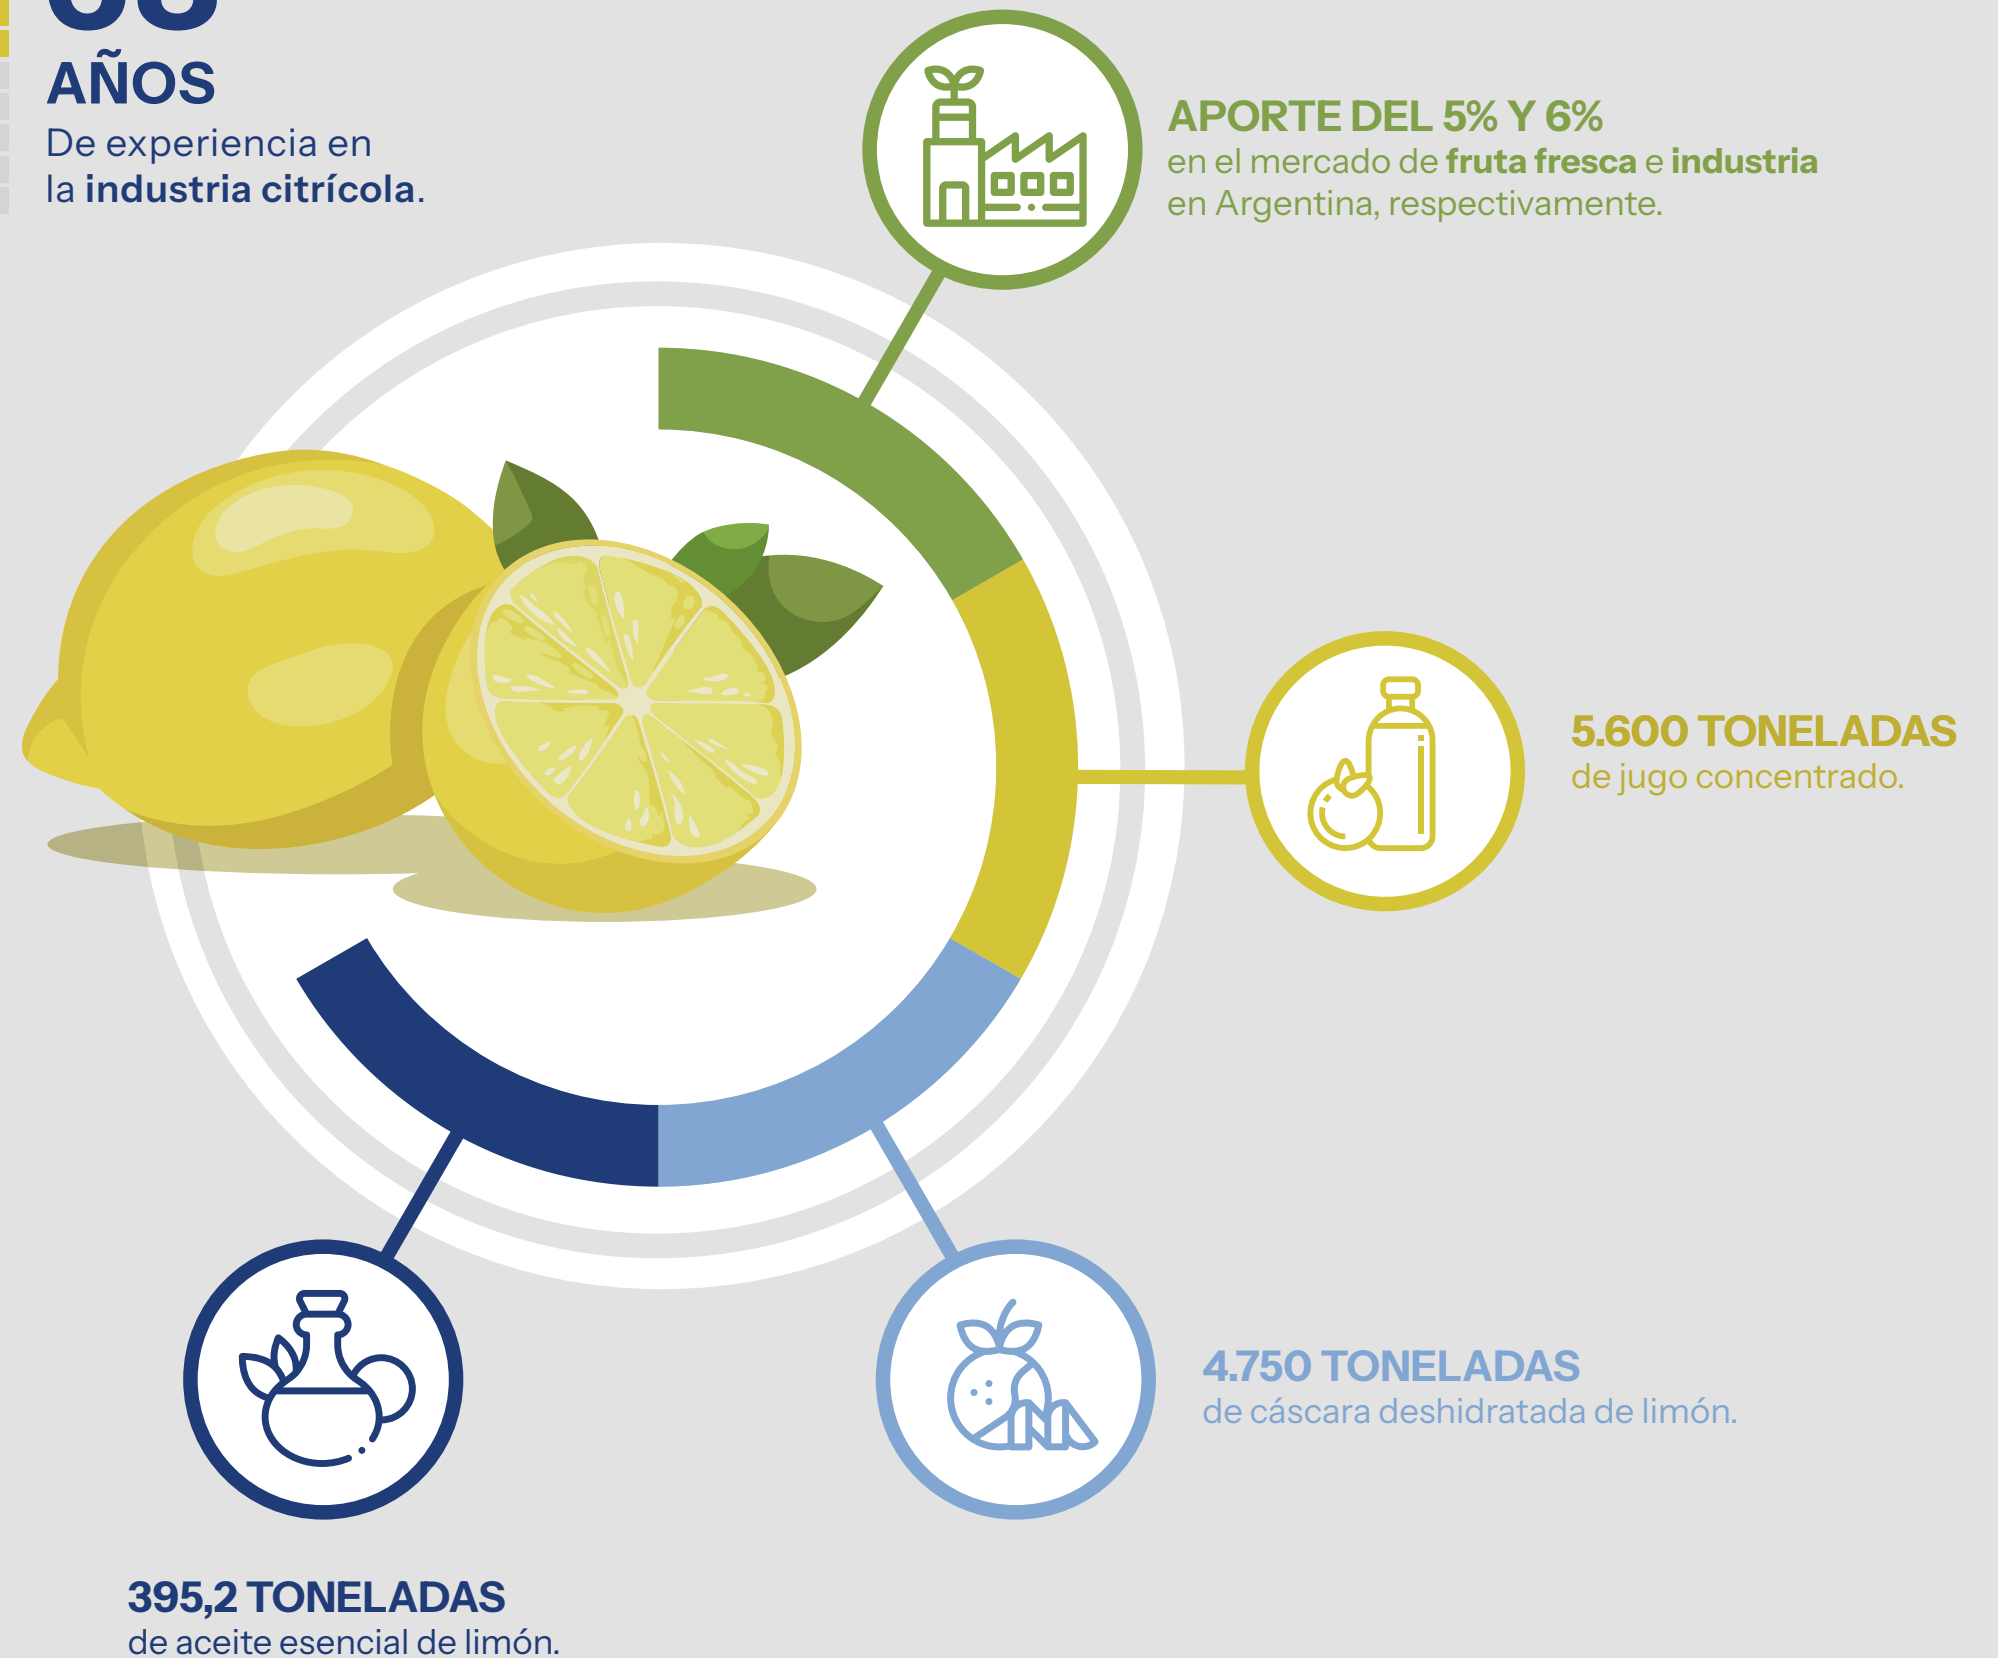 AÑOS
De experiencia en
la industria citrícola.
APORTE DEL 5% Y 6%
en el mercado de fruta fresca e industria
en Argentina, respectivamente.
5.600 TONELADAS
de jugo concentrado.
4.750 TONELADAS
de cáscara deshidratada de limón.
395,2 TONELADAS
de aceite esencial de limón.